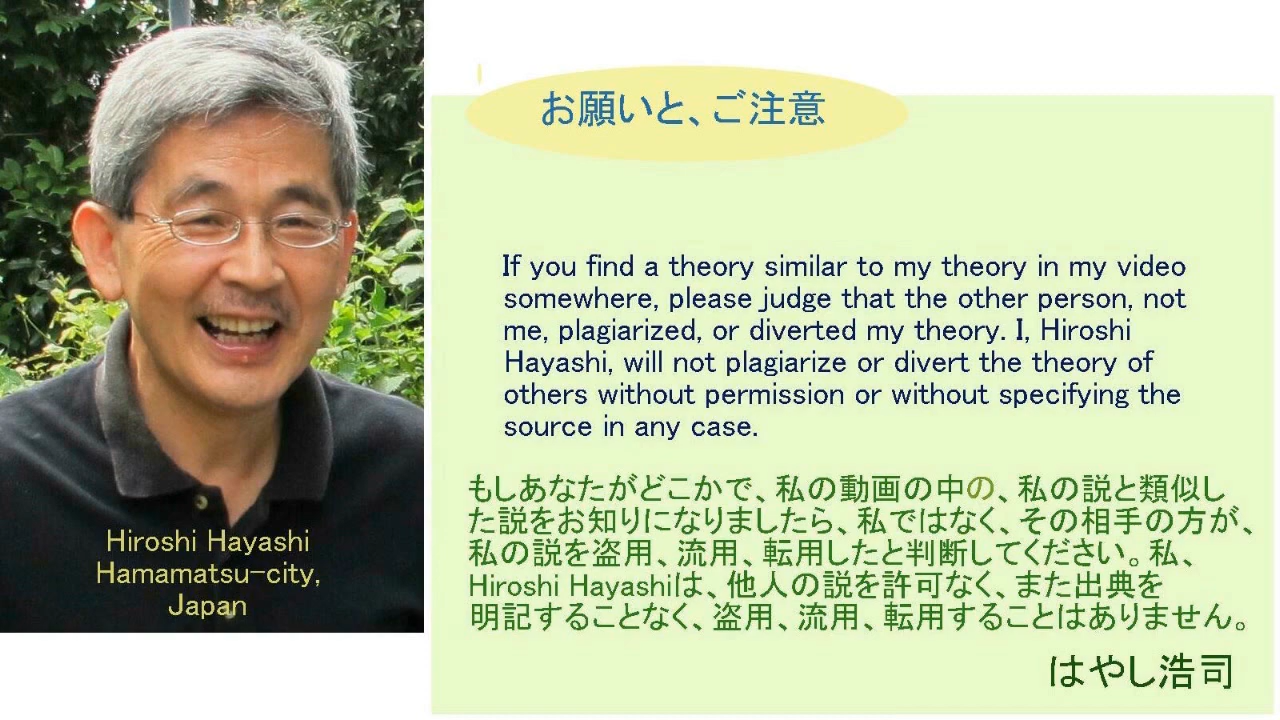 お願いと、ご注意
If you find a theory similar to my theory in my video
somewhere, please judge that the other person, not
me, plagiarized, or diverted my theory. I, Hiroshi
Hayashi, will not plagiarize or divert the theory of
others without permission or without specifying the
source in any case.
もしあなたがどこかで、私の動画の中の、私の説と類似し
た説をお知りになりましたら、私ではなく、その相手の方が、
私の説を盗用、流用、転用したと判断してください。私、
Hiroshi Hayashiは、他人の説を許可なく、また出典を
明記することなく、盗用、流用、転用することはありません。
はやし浩司
Hiroshi Hayashi
Hamamatsu-city,
Japan